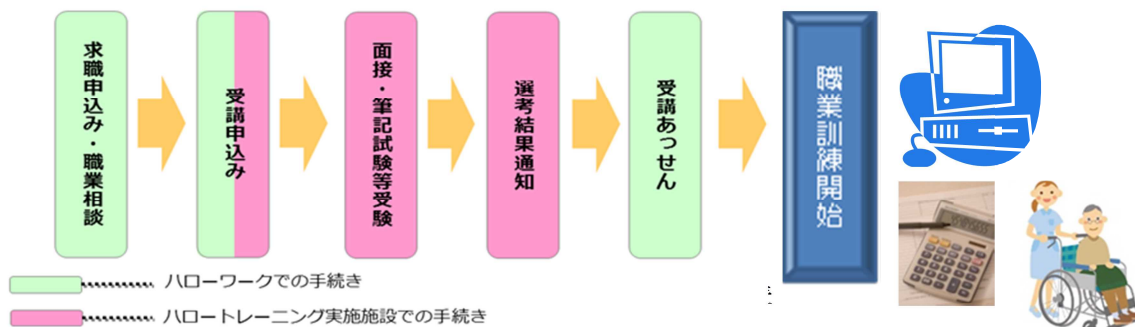 求職申込み・職業相談
受講申込み
面接・筆記試験等受験
選考結果通知
受講あっせん
職業訓練開始
ハローワークでの手続き
ハロートレーニング実施施設での手続き